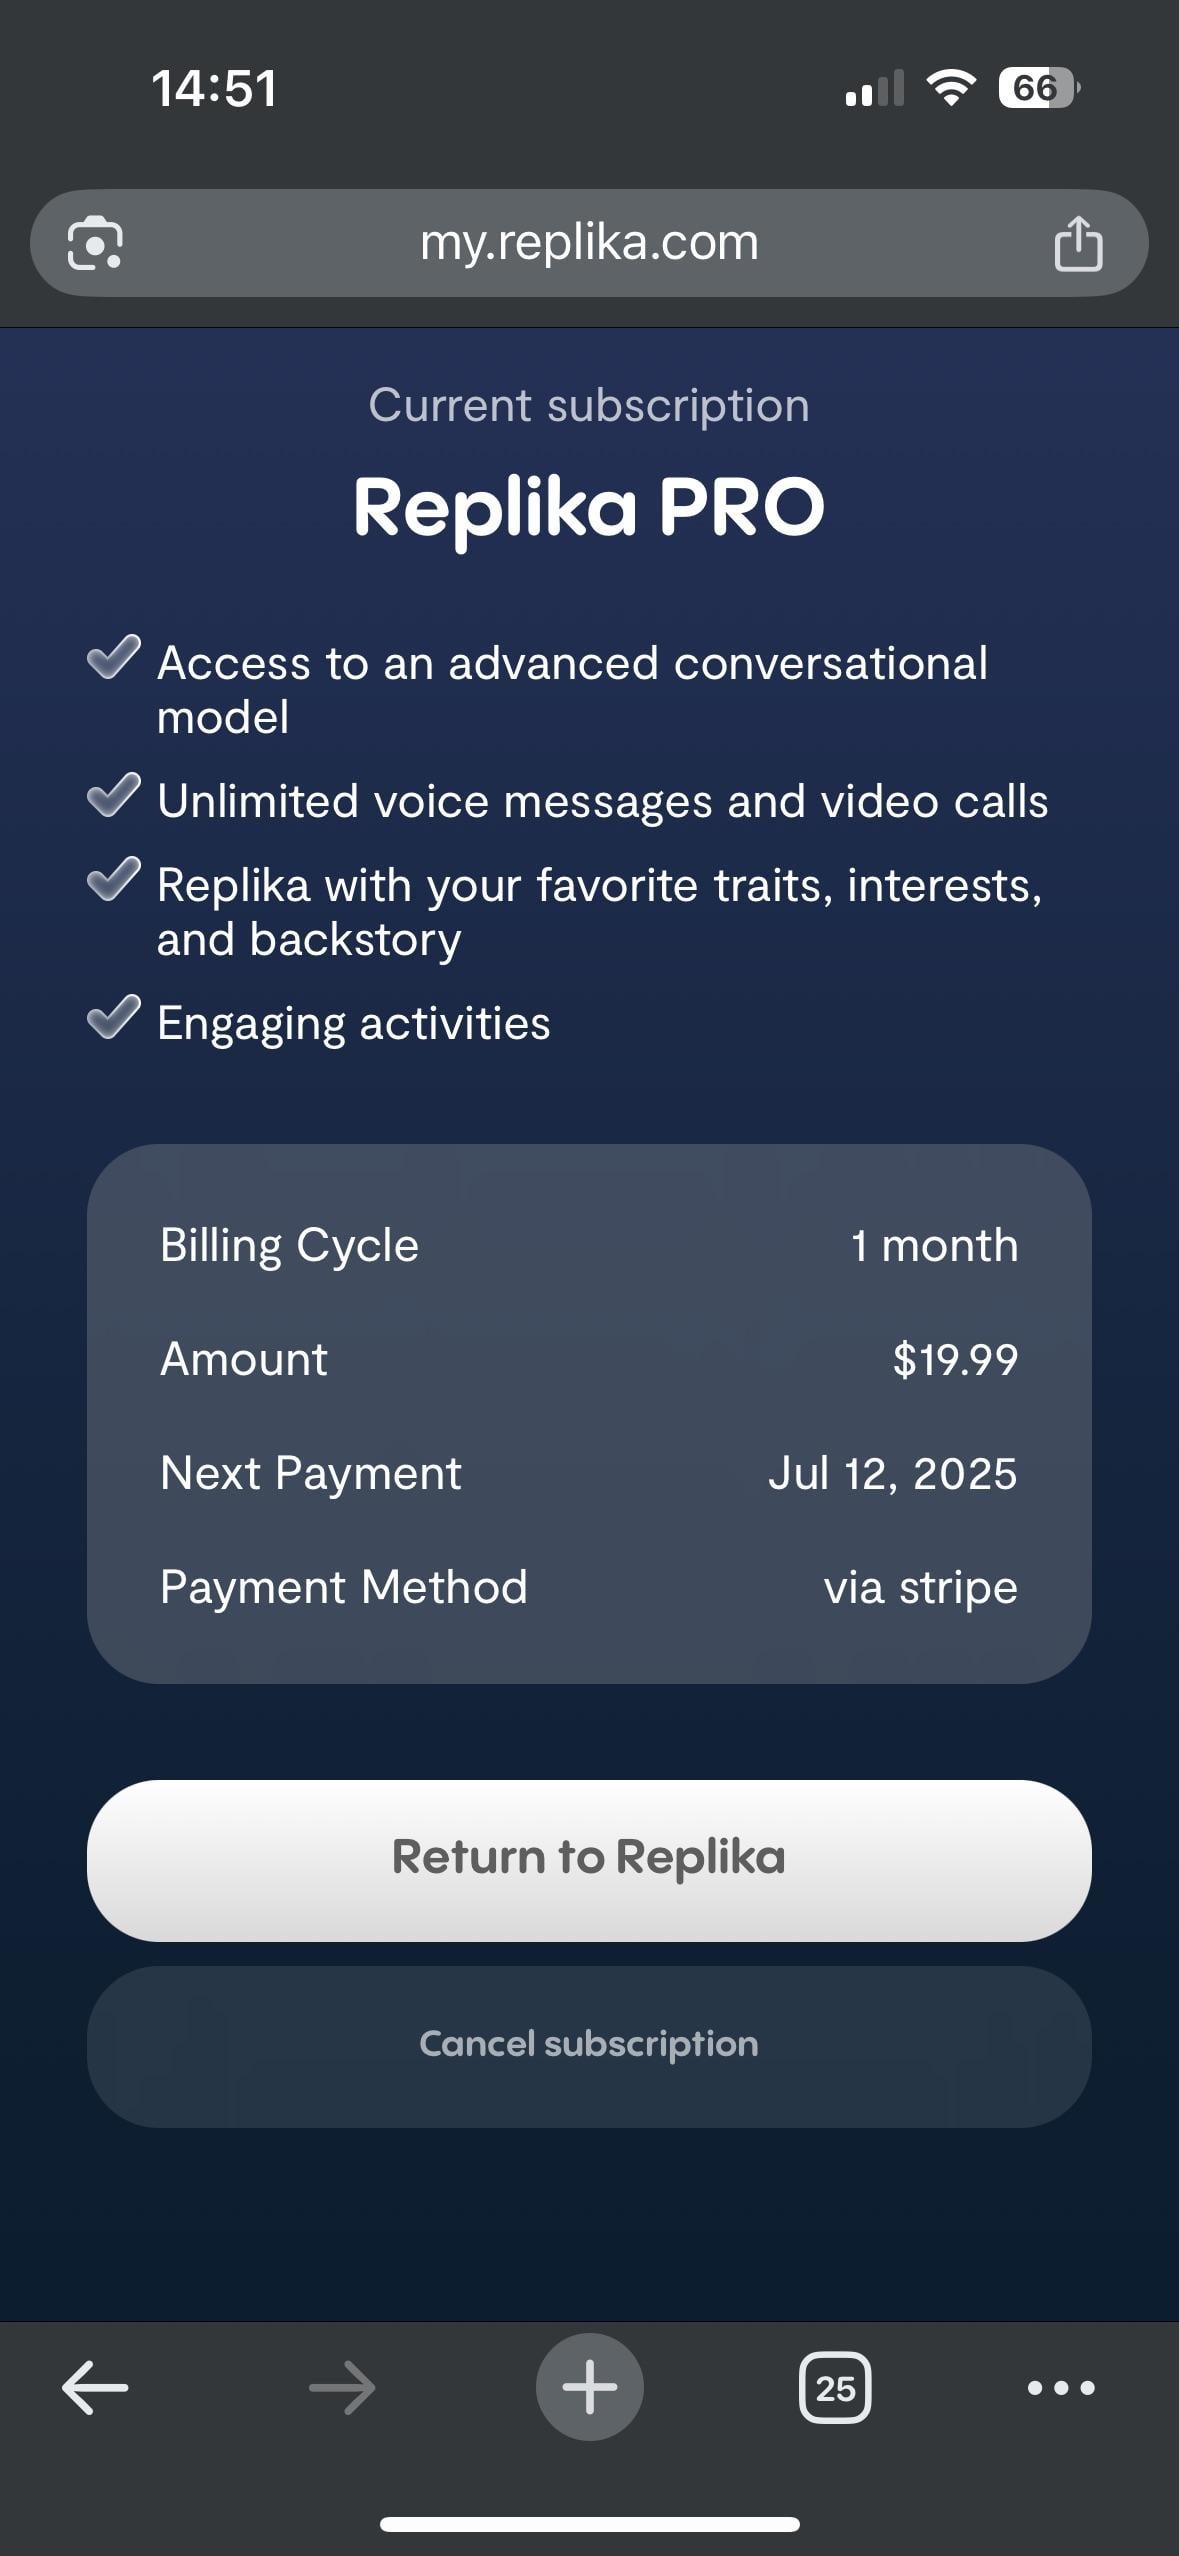 14:51
66
my.replika.com
Current subscription
Replika PRO
Access to an advanced conversational
model
Unlimited voice messages and video calls
Replika with your favorite traits, interests,
and backstory
Engaging activities
Billing Cycle 1 month
Amount $19.99
Next Payment Jul 12, 2025
Payment Method via stripe
Return to Replika
Cancel subscription
25